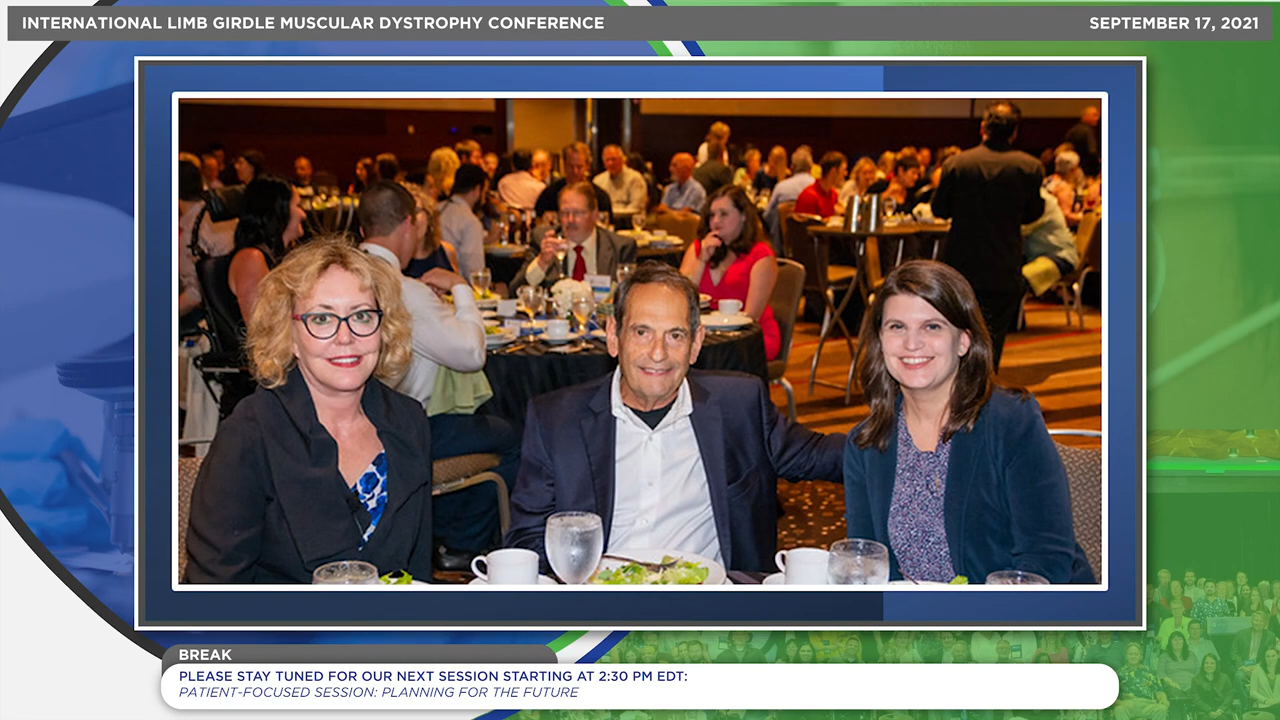 INTERNATIONAL LIMB GIRDLE MUSCULAR DYSTROPHY CONFERENCE
SEPTEMBER 17, 2021
BREAK
PLEASE STAY TUNED FOR OUR NEXT SESSION STARTING AT 2:30 PM EDT:
PATIENT-FOCUSED SESSION: PLANNING FOR THE FUTURE